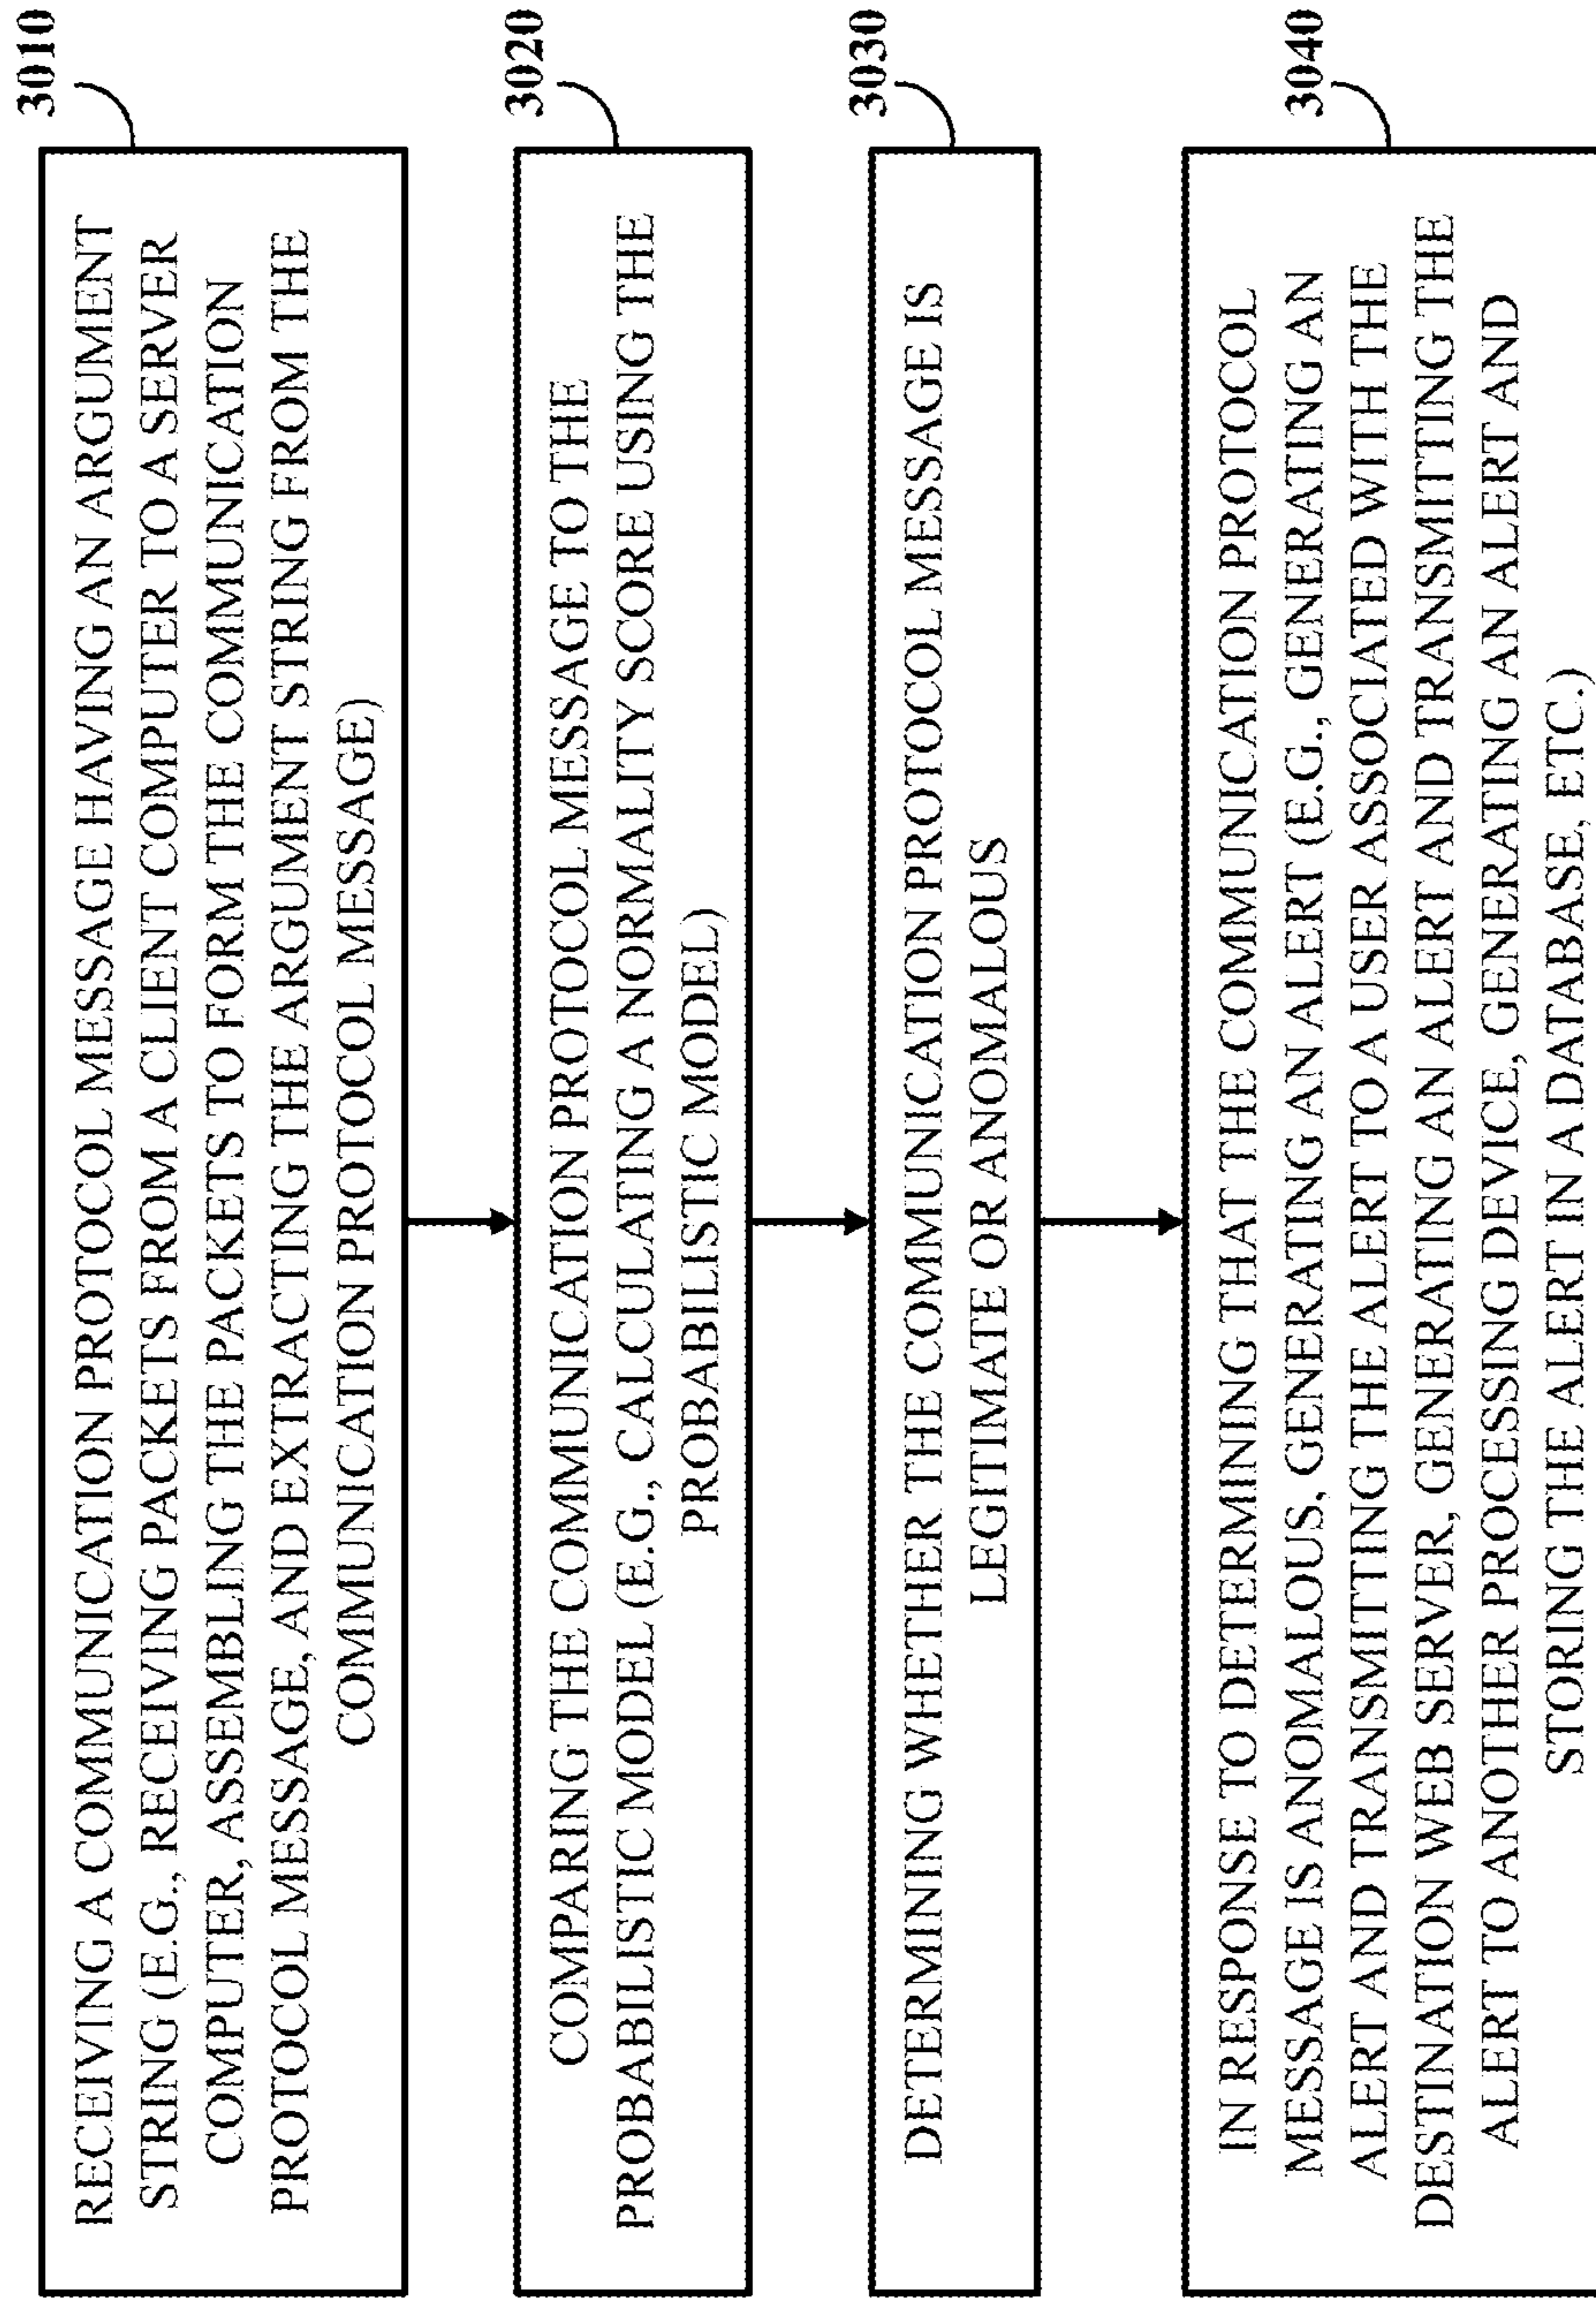 3010
RECEIVING A COMMUNICATION PROTOCOL MESSAGE HAVING AN ARGUMENT
STRING (E.G., RECEIVING PACKETS FROM A CLIENT COMPUTER TO A SERVER
COMPUTER, ASSEMBLING THE PACKETS TO FORM THE COMMUNICATION
PROTOCOL MESSAGE, AND EXTRACTING THE ARGUMENT STRING FROM THE
COMMUNICATION PROTOCOL MESSAGE)
3020
COMPARING THE COMMUNICATION PROTOCOL MESSAGE TO THE
PROBABILISTIC MODEL (E.G., CALCULATING A NORMALITY SCORE USING THE
PROBABILISTIC MODEL)
3030
DETERMINING WHETHER THE COMMUNICATION PROTOCOL MESSAGE IS
LEGITIMATE OR ANOMALOUS
3040
IN RESPONSE TO DETERMINING THAT THE COMMUNICATION PROTOCOL
MESSAGE IS ANOMALOUS, GENERATING AN ALERT (E.G., GENERATING AN
ALERT AND TRANSMITTING THE ALERT TO A USER ASSOCIATED WITH THE
DESTINATION WEB SERVER, GENERATING AN ALERT AND TRANSMITTING THE
ALERT TO ANOTHER PROCESSING DEVICE, GENERATING AN ALERT AND
STORING THE ALERT IN A DATABASE, ETC.)